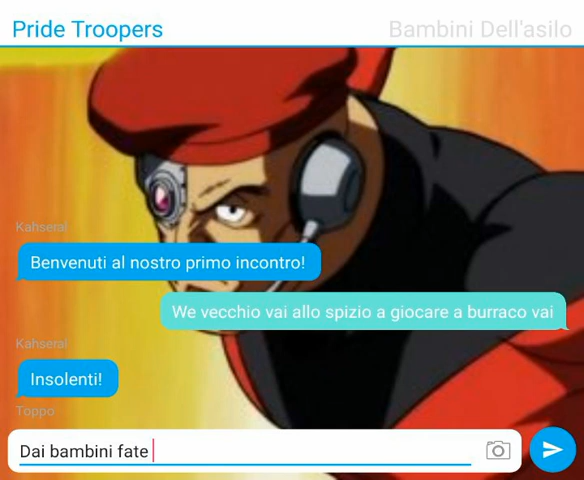 Pride Troopers
Bambini Dell'asilo
Kahseral
Benvenuti al nostro primo incontro!
We vecchio vai allo spizio a giocare a burraco vai
Kahseral
Insolenti!
Toppo
Dai bambini fate